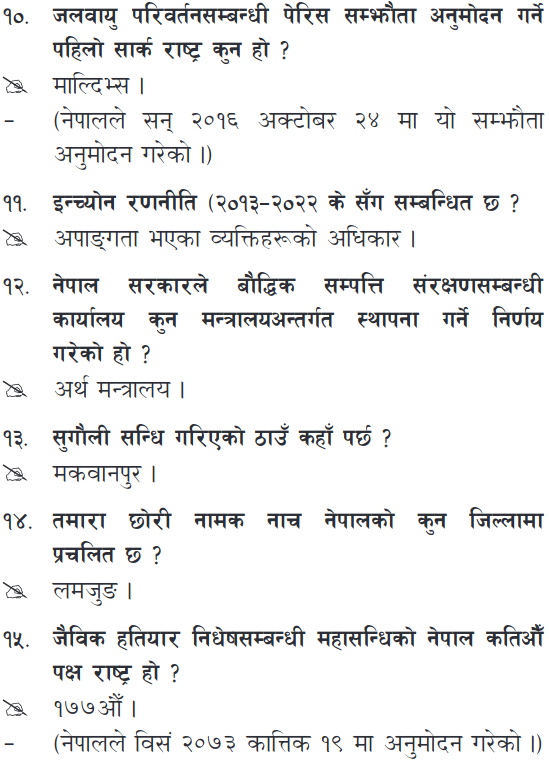 १०. जलवायु परिवर्तनसम्बन्धी पेरिस सम्झौता अनुमोदन गर्ने
पहिलो सार्क राष्ट्र कुन हो ?
माल्दिभ्स ।
– (नेपालले सन् २०१६ अक्टोबर २४ मा यो सम्झौता
अनुमोदन गरेको ।)
११. इन्च्योन रणनीति (२०१३–२०२२ के सँग सम्बन्धित छ ?
अपाङ्गता भएका व्यक्तिहरूको अधिकार ।
१२. नेपाल सरकारले बौद्धिक सम्पत्ति संरक्षणसम्बन्धी
कार्यालय कुन मन्त्रालयअन्तर्गत स्थापना गर्ने निर्णय
गरेको हो ?
अर्थ मन्त्रालय ।
१३. सुगौली सन्धि गरिएको ठाउँ कहाँ पर्छ ?
मकवानपुर ।
१४. तमारा छोरी नामक नाच नेपालको कुन जिल्लामा
प्रचलित छ ?
लमजुङ ।
१५. जैविक हतियार निधेषसम्बन्धी महासन्धिको नेपाल कतिऔँ
पक्ष राष्ट्र हो ?
१७७औँ ।
– (नेपालले विसं २०७३ कात्तिक १९ मा अनुमोदन गरेको ।)